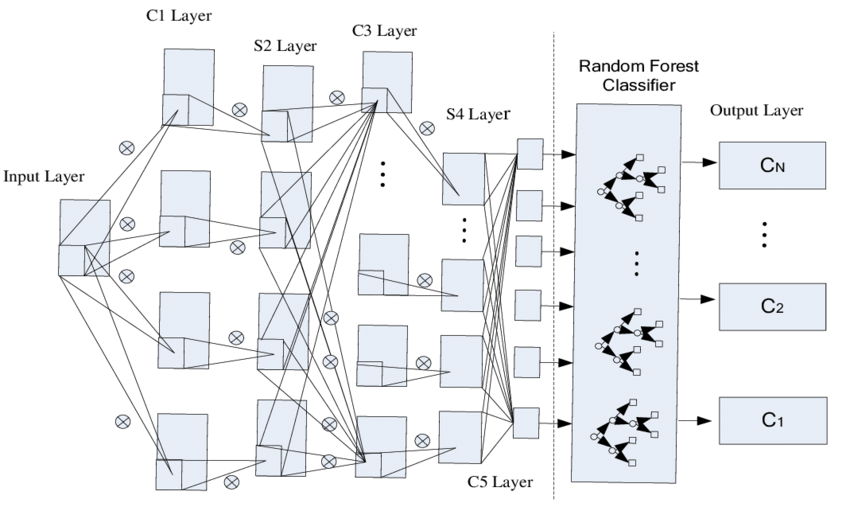 C1 Layer
S2 Layer
C3 Layer
Random Forest
Classifier
S4 Layer
Output Layer
Input Layer
CN
C2
C1
C5 Layer